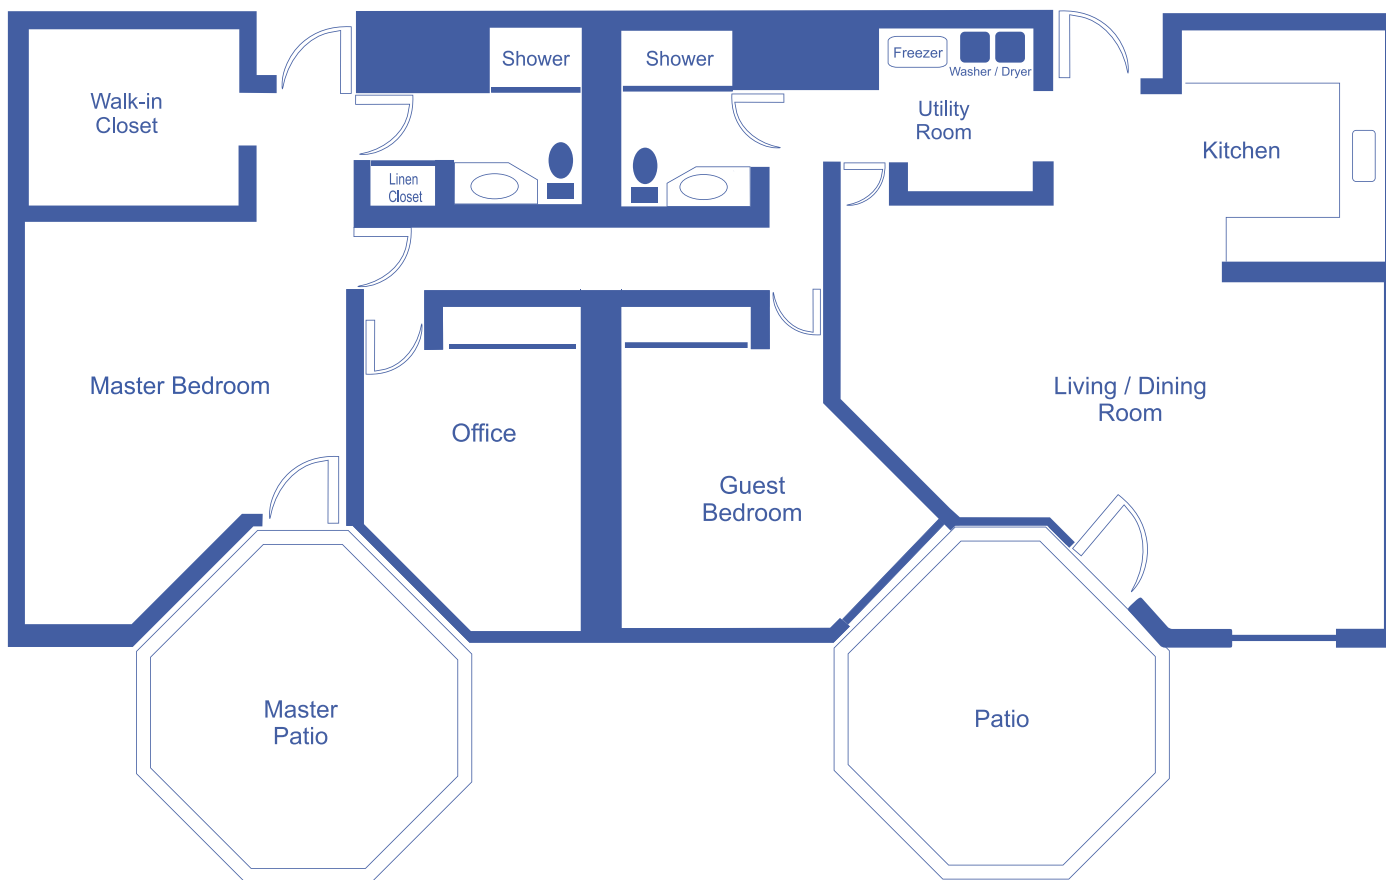 Shower
Shower
Freezer
Washer / Dryer
Walk-in
Closet
Utility
Room
Kitchen
Linen
Closet
Master Bedroom
Living / Dining
Room
Office
Guest
Bedroom
Master
Patio
Patio